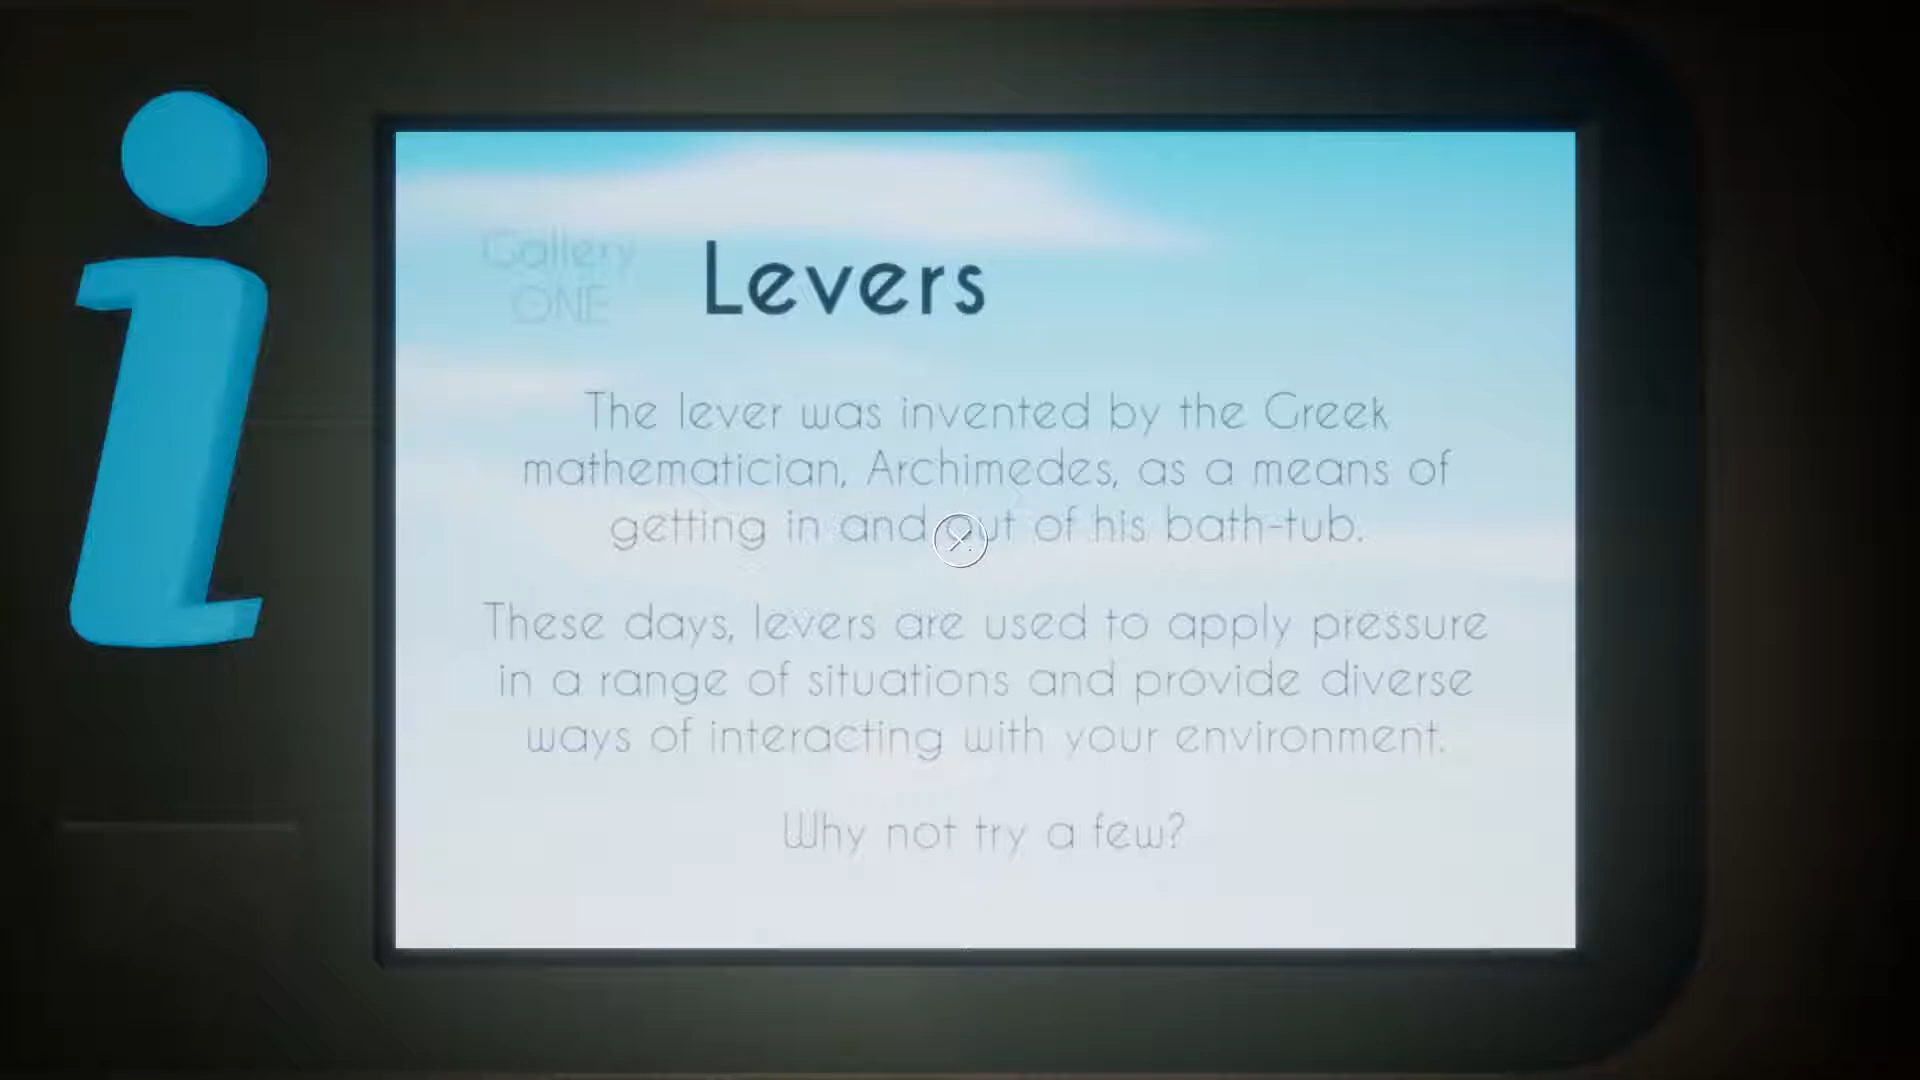 Gallery
ONE
Levers
The lever was invented by the Greek
mathematician, Archimedes, as a means of
getting in and out of his bath-tub.
These days, levers are used to apply pressure
in a range of situations and provide diverse
ways of interacting with your environment.
Why not try a few?